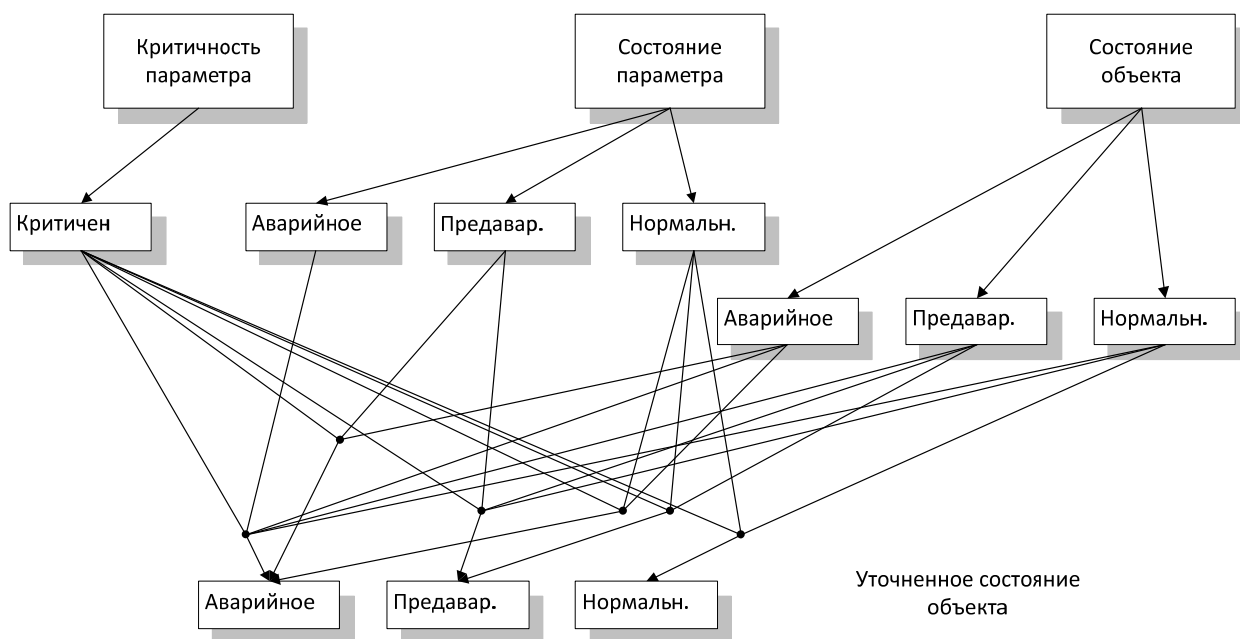 Критичность
параметра
Состояние
параметра
Состояние
объекта
Критичен
Аварийное
Предавар.
Нормальн.
Аварийное
Предавар.
Нормальн.
Аварийное
Предавар.
Нормальн.
Уточненное состояние
объекта